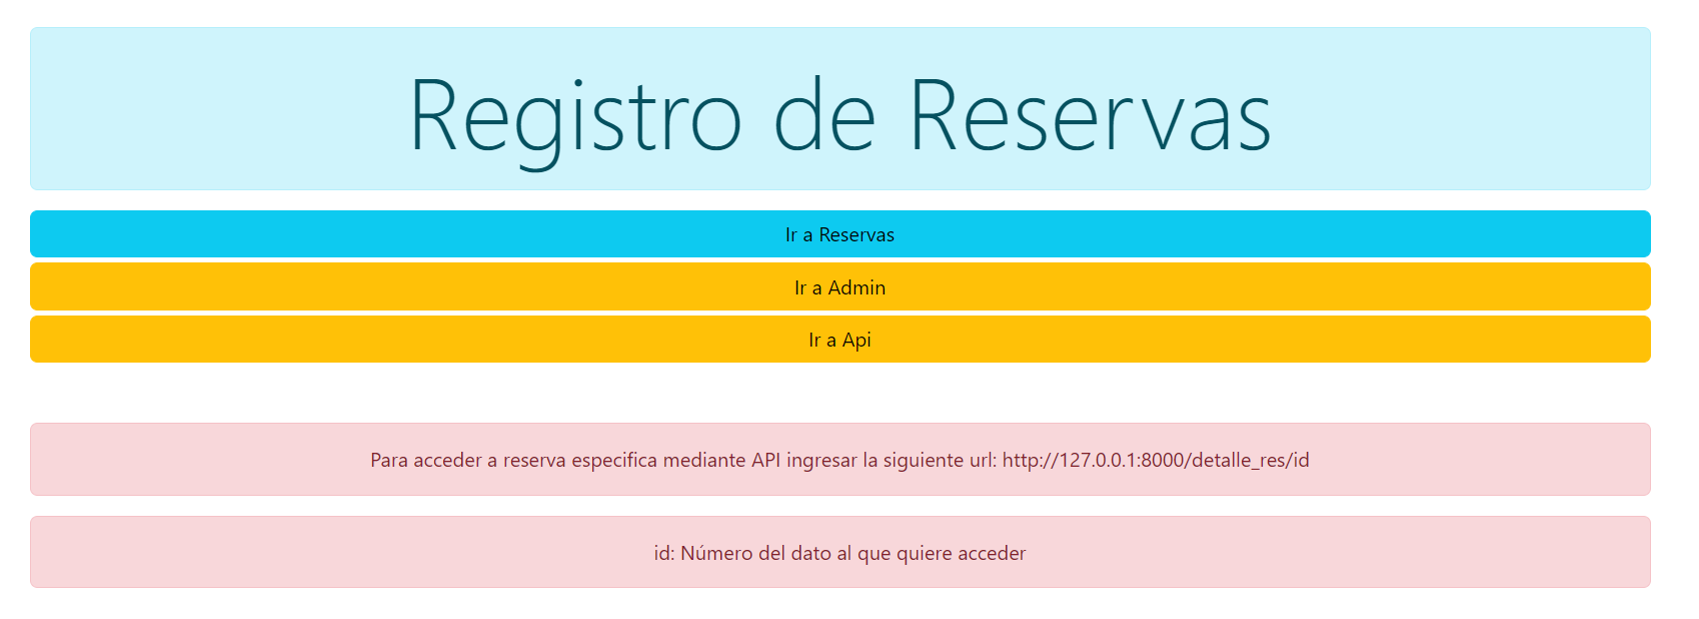 Registro de Reservas
Ir a Reservas
Ir a Admin
Ir a Api
Para acceder a reserva especifica mediante API ingresar la siguiente url: http://127.0.0.1:8000/detalle_res/id
id: Número del dato al que quiere acceder